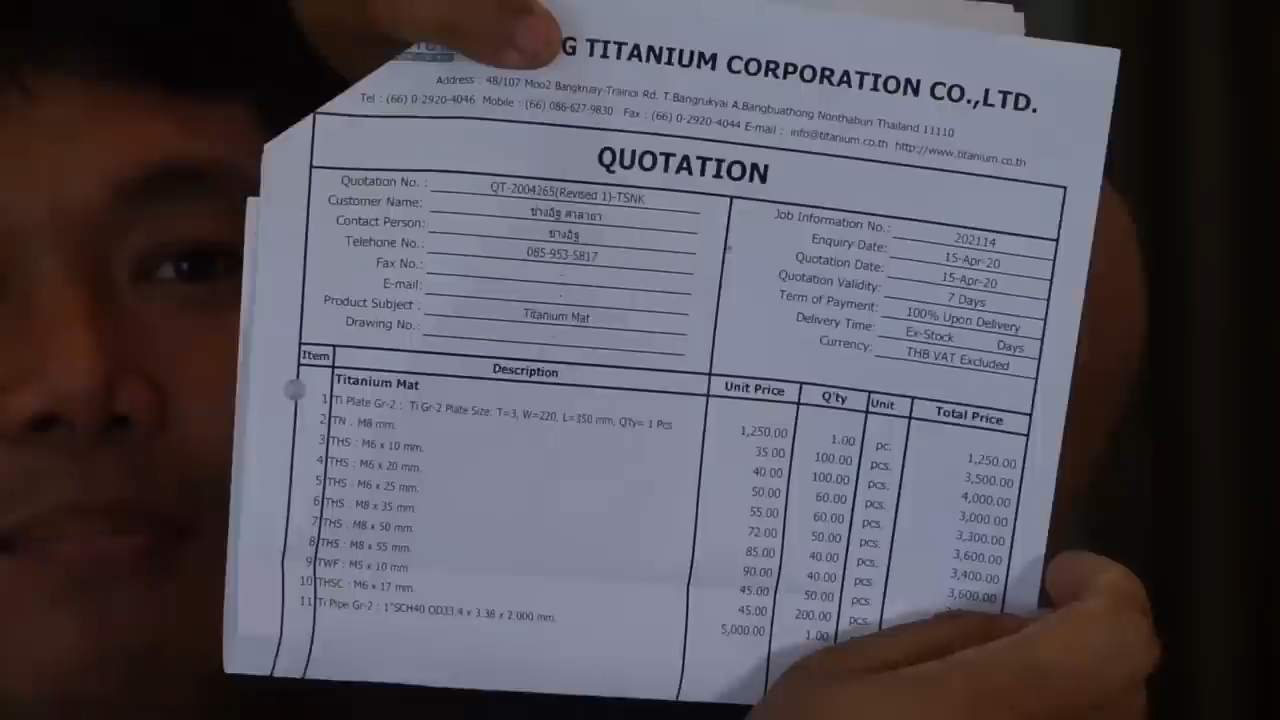 G TITANIUM CORPORATION CO.,LTD.
Address : 48/107 Moo2 Bangkruay-Trainoi Rd. T.Bangrukyai A.Bangbuathong Nonthabun Thailand 11110
Tel : (66) 0-2920-4046 Mobile : (66) 086-627-9830 Fax : (66) 0-2920-4044 E-mail : info@titanium.co.th http://www.titanium.co.th
QUOTATION
Quotation No. : QT-2004265(Revised 1)-TSNK
Customer Name: ช่างอิฐ ศาลายา
Contact Person: ช่างอิฐ
Telehone No.: 085-953-5817
Fax No.: -
E-mail: -
Product Subject : Titanium Mat
Drawing No.:
Job Information No.: 202114
Enquiry Date: 15-Apr-20
Quotation Date: 15-Apr-20
Quotation Validity: 7 Days
Term of Payment: 100% Upon Delivery
Delivery Time: Ex-Stock Days
Currency: THB VAT Excluded
Item Description Unit Price Q'ty Unit Total Price
Titanium Mat
1 Ti Plate Gr-2 : Ti Gr-2 Plate Size: T=3, W=220, L=350 mm, Q'ty= 1 Pcs 1,250.00 1.00 pc. 1,250.00
2 TN . M8 mm. 35.00 100.00 pcs. 3,500.00
3 THS : M6 x 10 mm. 40.00 100.00 pcs. 4,000.00
4 THS : M6 x 20 mm. 50.00 60.00 pcs. 3,000.00
5 THS : M6 x 25 mm. 55.00 60.00 pcs. 3,300.00
6 THS : M8 x 35 mm. 72.00 50.00 pcs. 3,600.00
7 THS : M8 x 50 mm. 85.00 40.00 pcs. 3,400.00
8 THS : M8 x 55 mm. 90.00 40.00 pcs. 3,600.00
9 TWF : M5 x 10 mm. 45.00 50.00 pcs.
10 THSC : M6 x 17 mm. 45.00 200.00 pcs.
11 Ti Pipe Gr-2 : 1"SCH40 OD33.4 x 3.38 x 2,000 mm. 5,000.00 1.00